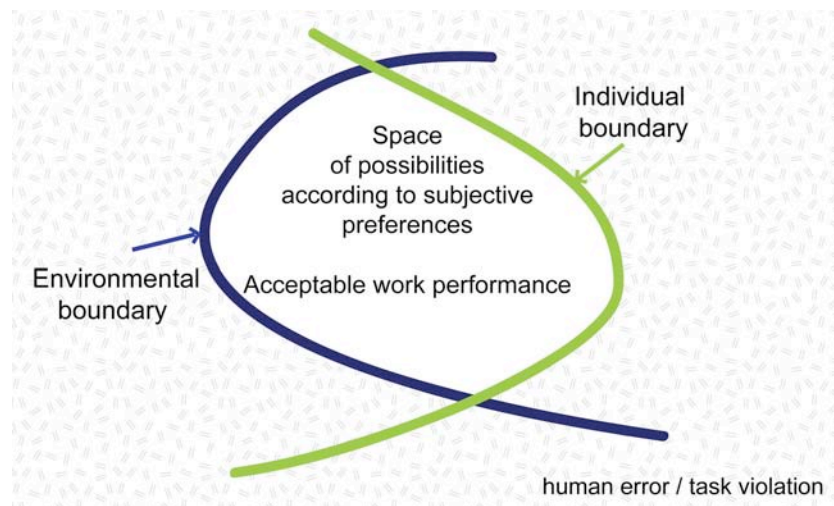 Individual
boundary
Space
of possibilities
according to subjective
preferences
Environmental
boundary
Acceptable work performance
human error / task violation